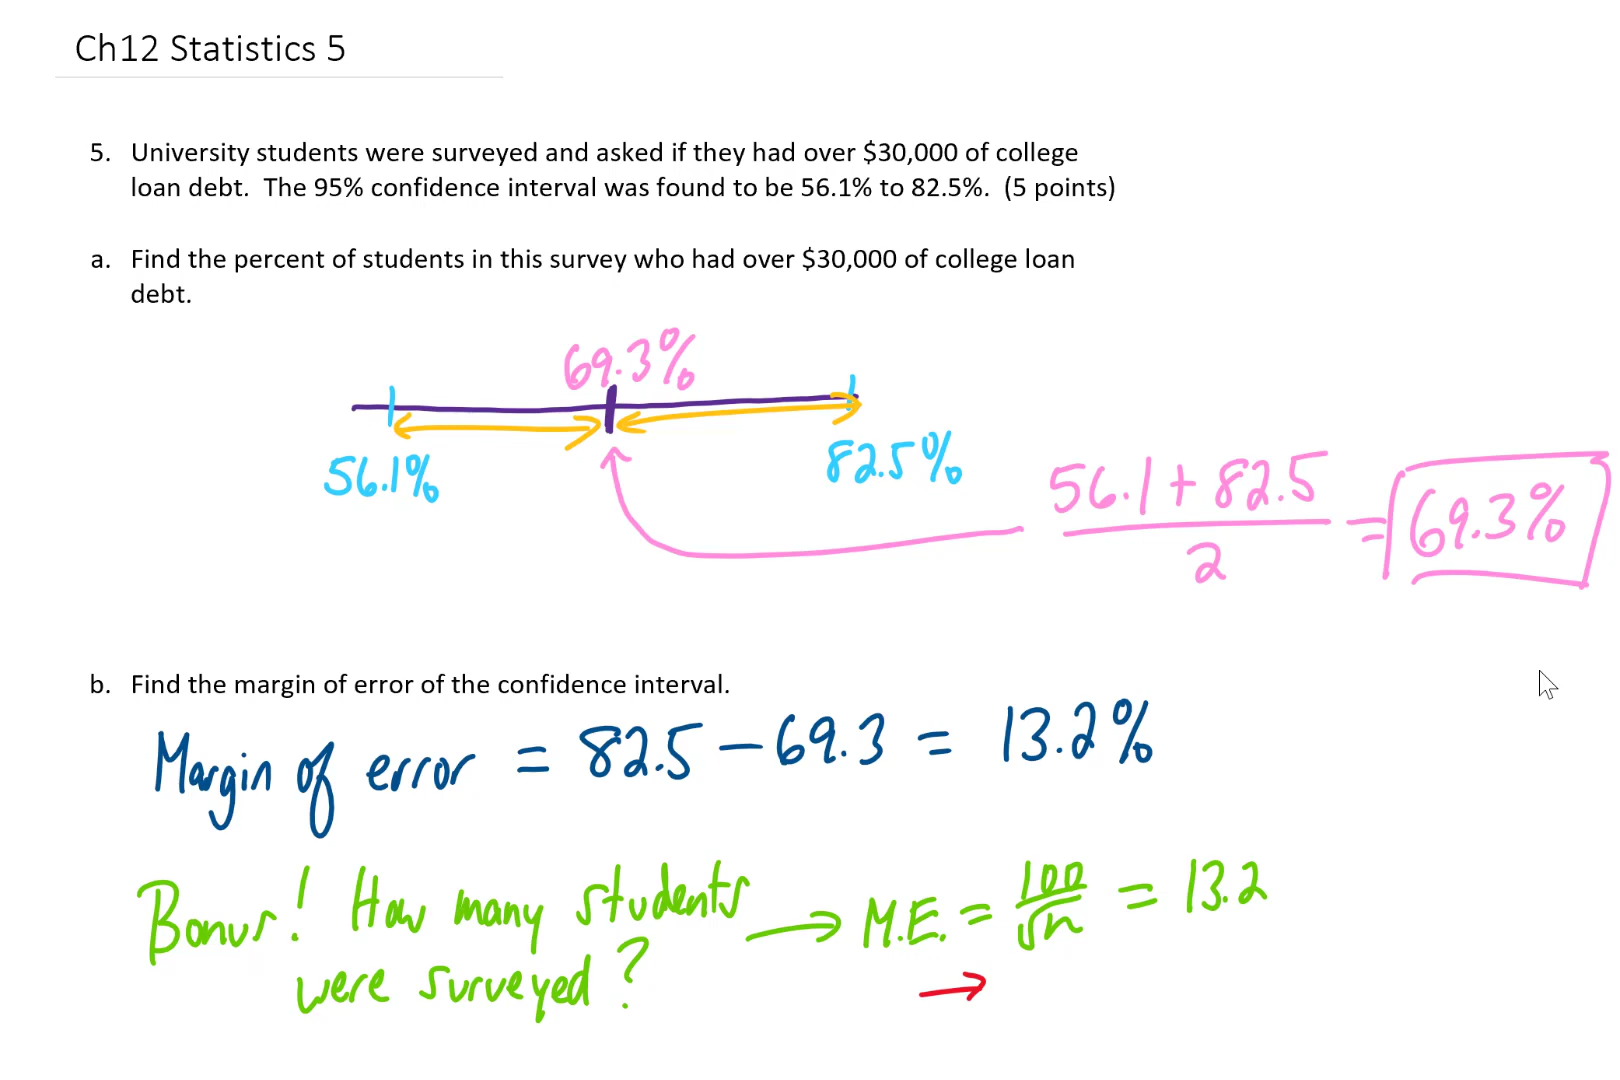 Ch12 Statistics 5
5. University students were surveyed and asked if they had over $30,000 of college
loan debt. The 95% confidence interval was found to be 56.1% to 82.5%. (5 points)
a. Find the percent of students in this survey who had over $30,000 of college loan
debt.
69.3%
56.1%
82.5%
56.1 + 82.5
2
= 69.3%
b. Find the margin of error of the confidence interval.
Margin of error = 82.5 – 69.3 = 13.2%
Bonus! How many students → M.E. = 100/√n = 13.2
were surveyed?
→